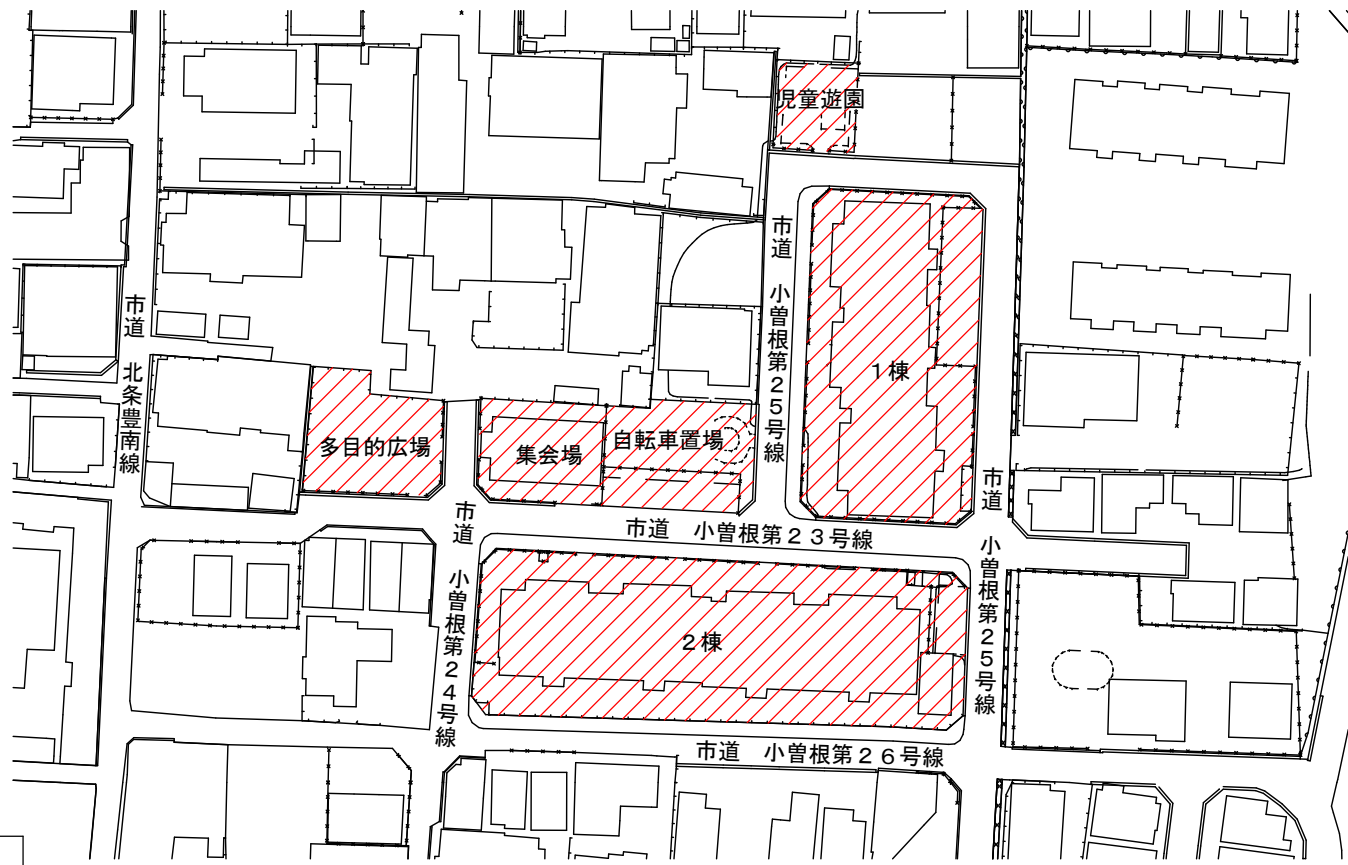 児童遊園
市道　小曽根第２５号線
市道　北条豊南線
１棟
多目的広場
集会場
自転車置場
市道　小曽根第２３号線
市道　小曽根第２４号線
市道　小曽根第２５号線
２棟
市道　小曽根第２６号線